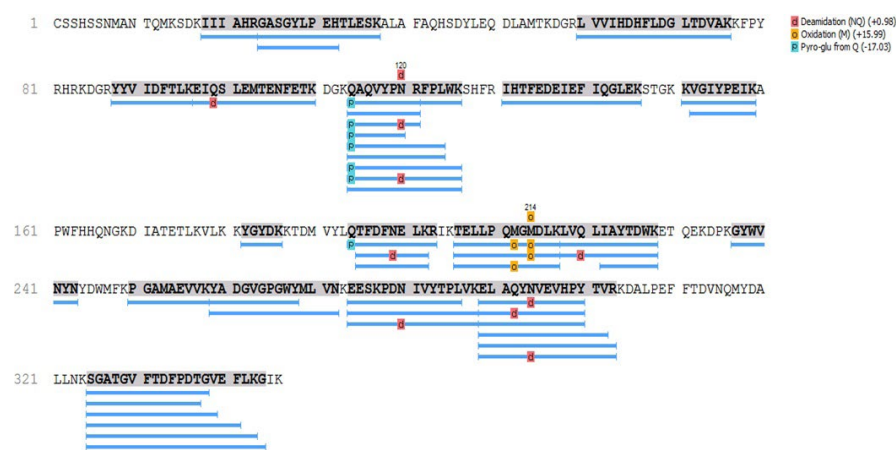 1 CSSHSSNMAN TQMKSDKIII AHRGASGYLP EHTLESKALA FAQHSDYLEQ DLAMTKDGRL VVIHDHFLDG LTDVAKKFPY
d Deamidation (NQ) (+0.98)
o Oxidation (M) (+15.99)
P Pyro-glu from Q (-17.03)
120
d
81 RHRKDGRYYV IDFTLKEIQS LEMTENFETK DGKQAQVYPN RFPLWKSHFR IHTFEDEIEF IQGLEKSTGK KVGIYPEIKA
d P
P d
P
P
P
P d
214
o
161 PWFHHQNGKD IATETLKVLK KYGYDKKTDM VYLQTFDFNE LKRIKTELLP QMGMDLKLVQ LIAYTDWKET QEKDPKGYWV
P o o
d o d
o
241 NYNYDWMFKP GAMAEVVKYA DGVGPGWYML VNKEESKPDN IVYTPLVKEL AQYNVEVHPY TVRKDALPEF FTDVNQMYDA
d
d
d
d
321 LLNKSGATGV FTDFPDTGVE FLKGIK